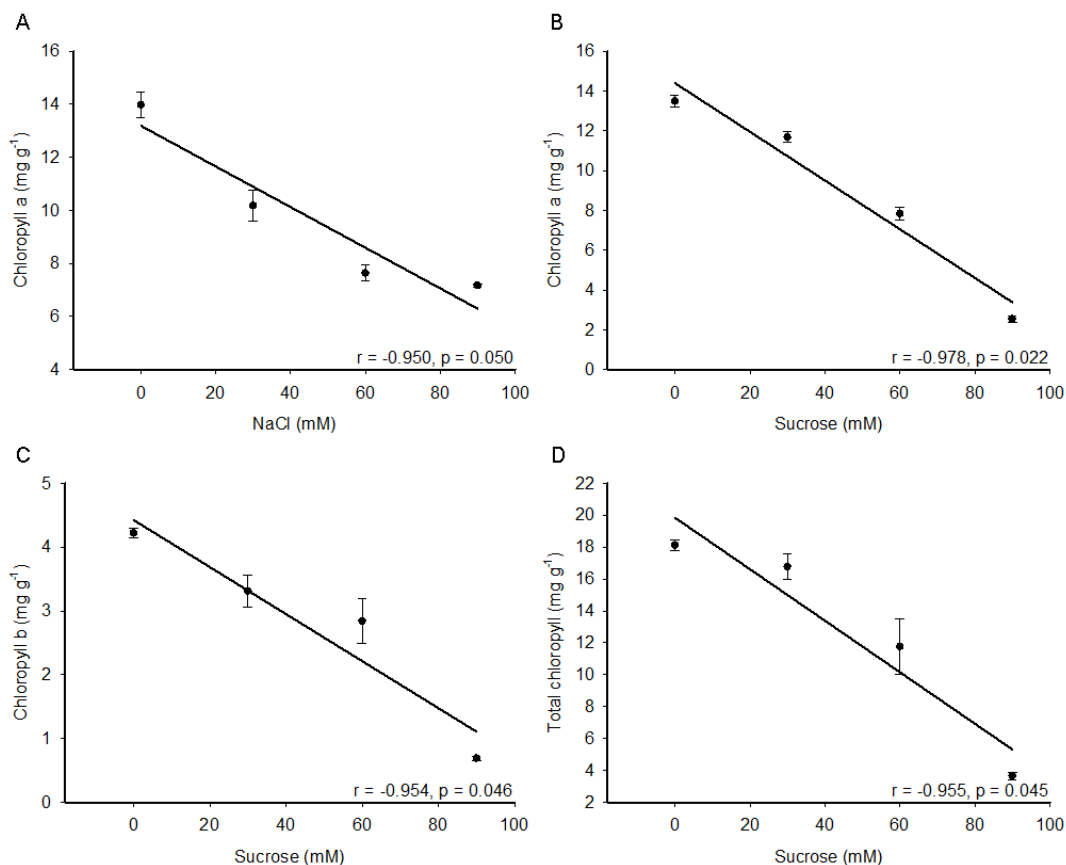 A
Chloropyll a (mg g⁻¹)
16
14
12
10
8
6
4
r = -0.950, p = 0.050
0 20 40 60 80 100
NaCl (mM)
B
Chloropyll a (mg g⁻¹)
16
14
12
10
8
6
4
2
0
r = -0.978, p = 0.022
0 20 40 60 80 100
Sucrose (mM)
C
Chloropyll b (mg g⁻¹)
5
4
3
2
1
0
r = -0.954, p = 0.046
0 20 40 60 80 100
Sucrose (mM)
D
Total chloropyll (mg g⁻¹)
22
20
18
16
14
12
10
8
6
4
2
r = -0.955, p = 0.045
0 20 40 60 80 100
Sucrose (mM)